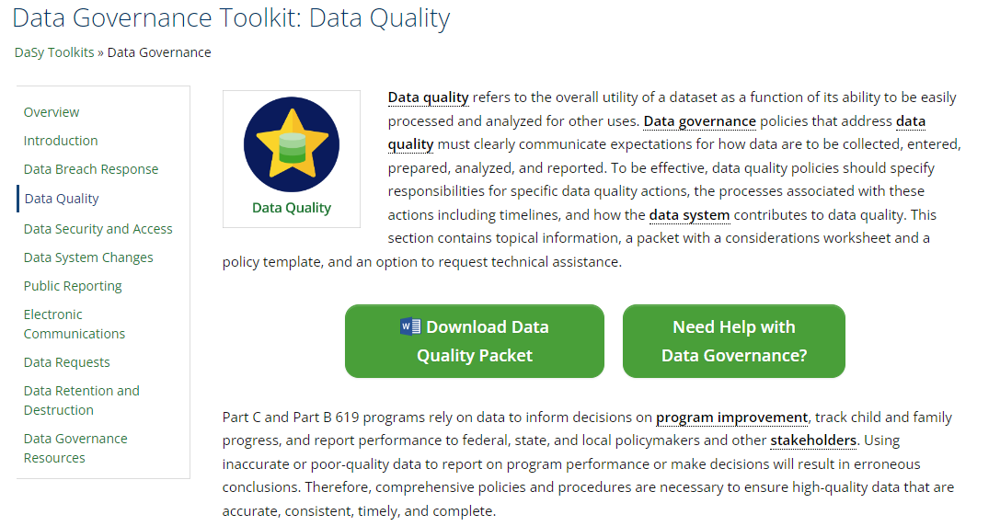 Data Governance Toolkit: Data Quality
DaSy Toolkits » Data Governance
Overview
Introduction
Data Breach Response
Data Quality
Data Security and Access
Data System Changes
Public Reporting
Electronic
Communications
Data Requests
Data Retention and
Destruction
Data Governance
Resources
Data Quality
Data quality refers to the overall utility of a dataset as a function of its ability to be easily
processed and analyzed for other uses. Data governance policies that address data
quality must clearly communicate expectations for how data are to be collected, entered,
prepared, analyzed, and reported. To be effective, data quality policies should specify
responsibilities for specific data quality actions, the processes associated with these
actions including timelines, and how the data system contributes to data quality. This
section contains topical information, a packet with a considerations worksheet and a
policy template, and an option to request technical assistance.
W Download Data
Quality Packet
Need Help with
Data Governance?
Part C and Part B 619 programs rely on data to inform decisions on program improvement, track child and family
progress, and report performance to federal, state, and local policymakers and other stakeholders. Using
inaccurate or poor-quality data to report on program performance or make decisions will result in erroneous
conclusions. Therefore, comprehensive policies and procedures are necessary to ensure high-quality data that are
accurate, consistent, timely, and complete.